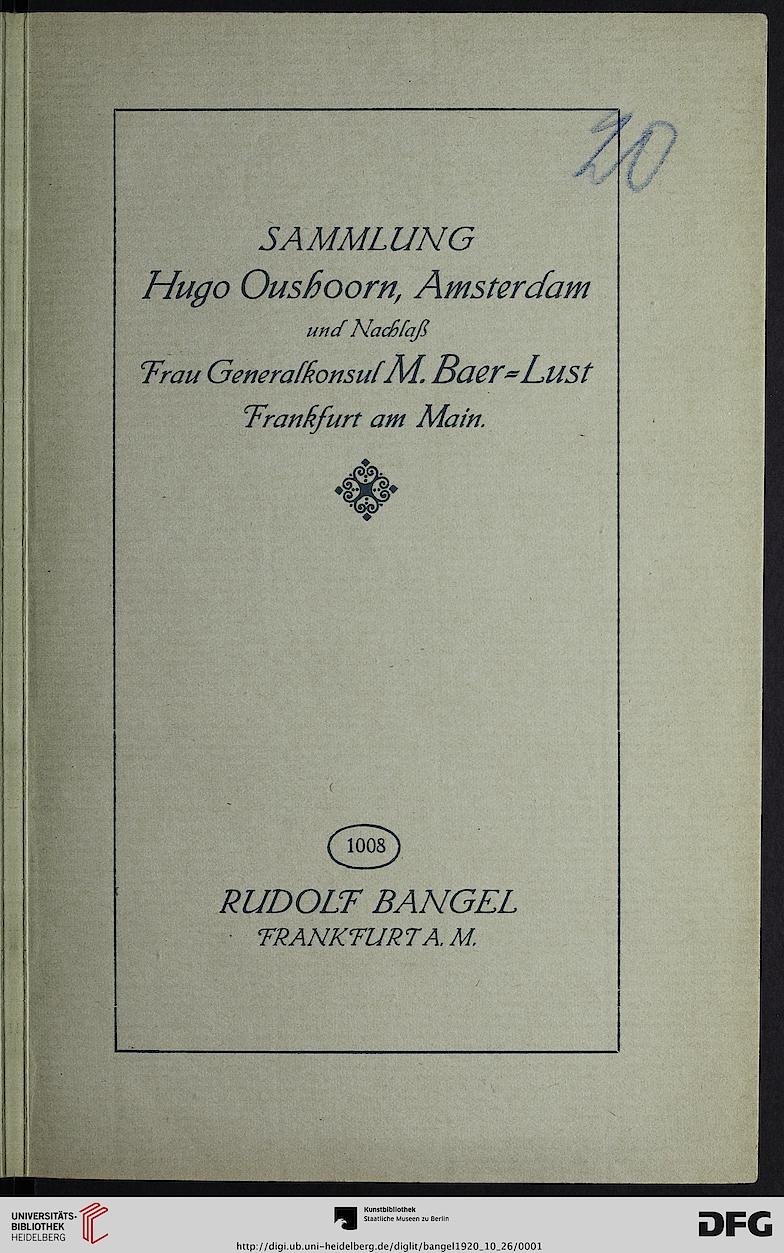 20
SAMMLUNG
Hugo Oushoorn, Amsterdam
und Nachlaß
Frau Generalkonsul M. Baer=Lust
Frankfurt am Main.
1008
RUDOLF BANGEL
FRANKFURT A. M.
UNIVERSITÄTS-
BIBLIOTHEK
HEIDELBERG
Kunstbibliothek
Staatliche Museen zu Berlin
DFG
http://digi.ub.uni-heidelberg.de/diglit/bangel1920_10_26/0001